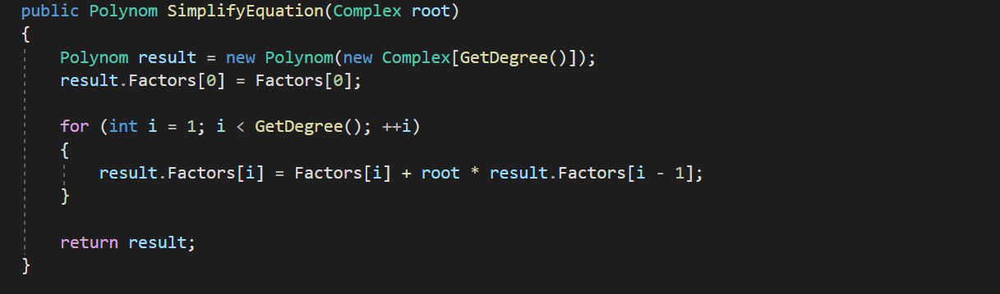 public Polynom SimplifyEquation(Complex root)
{
    Polynom result = new Polynom(new Complex[GetDegree()]);
    result.Factors[0] = Factors[0];

    for (int i = 1; i < GetDegree(); ++i)
    {
        result.Factors[i] = Factors[i] + root * result.Factors[i - 1];
    }

    return result;
}